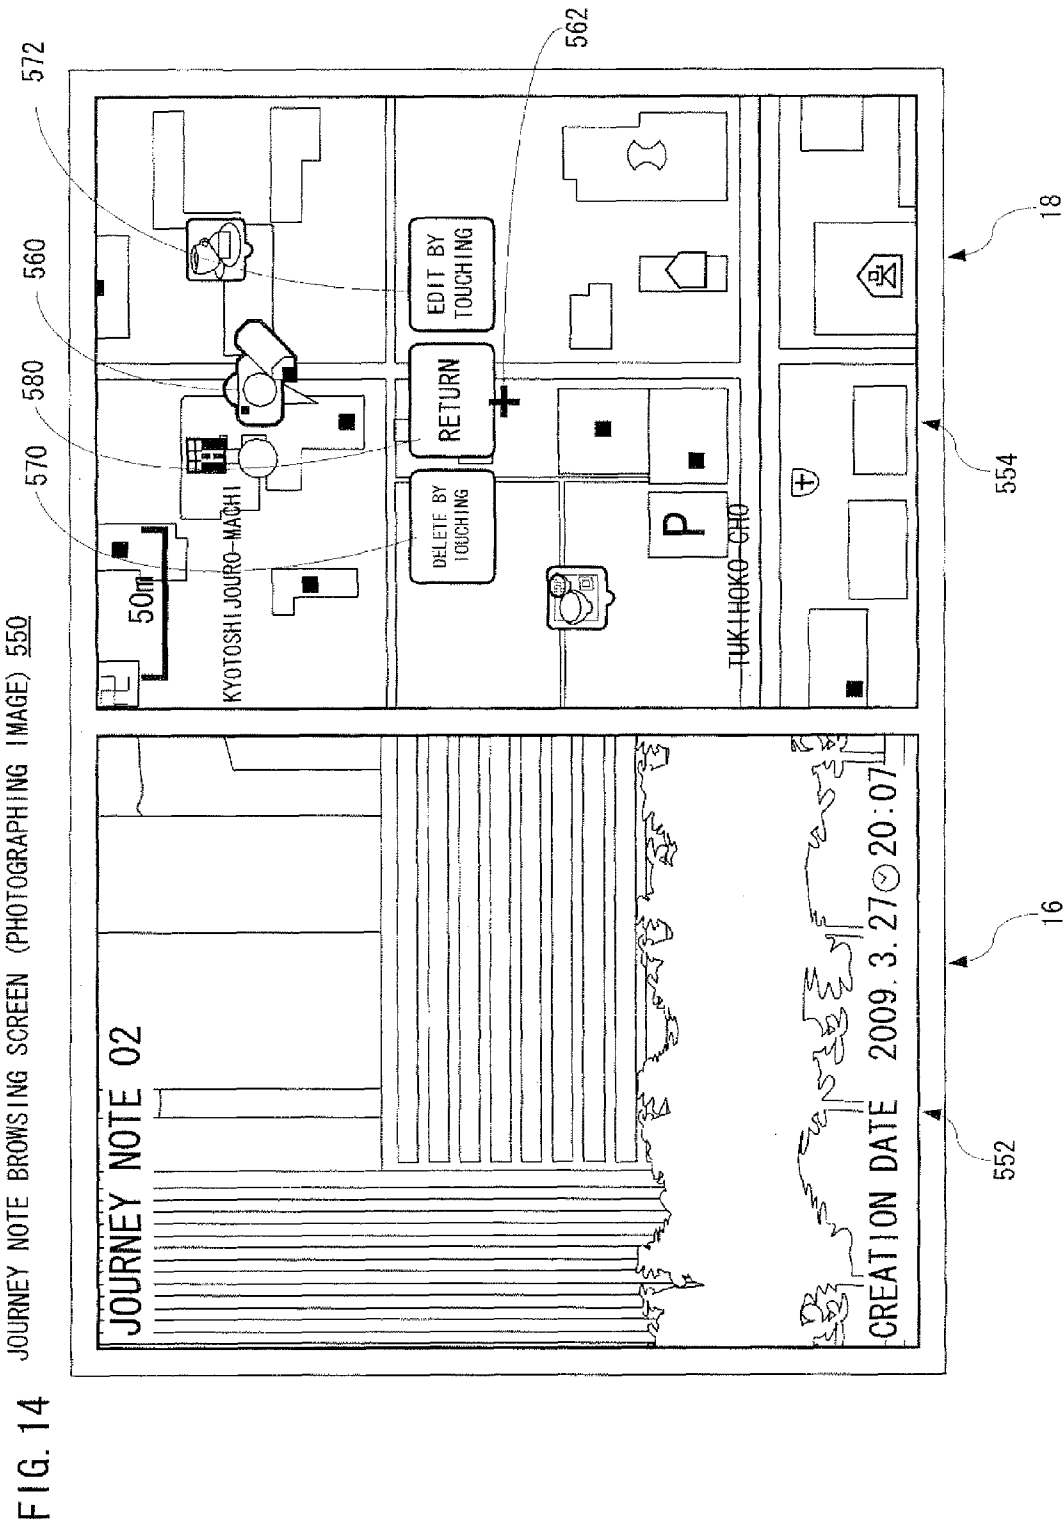 FIG. 14
JOURNEY NOTE BROWSING SCREEN (PHOTOGRAPHING IMAGE) 550
570
580
560
572
562
JOURNEY NOTE 02
50m
KYOTOSHIJOURO-MACHI
DELETE BY
TOUCHING
RETURN
EDIT BY
TOUCHING
P
TUKIHOKO CHO
CREATION DATE 2009. 3. 27 20:07
552
16
554
18